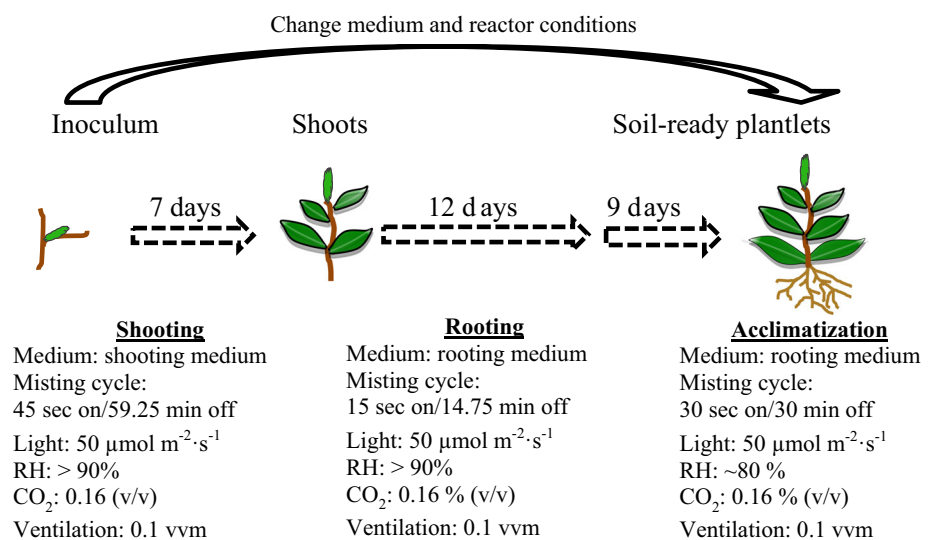 Change medium and reactor conditions
Inoculum
Shoots
Soil-ready plantlets
7 days
12 days
9 days
Shooting
Medium: shooting medium
Misting cycle:
45 sec on/59.25 min off
Light: 50 µmol m⁻²·s⁻¹
RH: > 90%
CO₂: 0.16 (v/v)
Ventilation: 0.1 vvm
Rooting
Medium: rooting medium
Misting cycle:
15 sec on/14.75 min off
Light: 50 µmol m⁻²·s⁻¹
RH: > 90%
CO₂: 0.16 % (v/v)
Ventilation: 0.1 vvm
Acclimatization
Medium: rooting medium
Misting cycle:
30 sec on/30 min off
Light: 50 µmol m⁻²·s⁻¹
RH: ~80 %
CO₂: 0.16 % (v/v)
Ventilation: 0.1 vvm